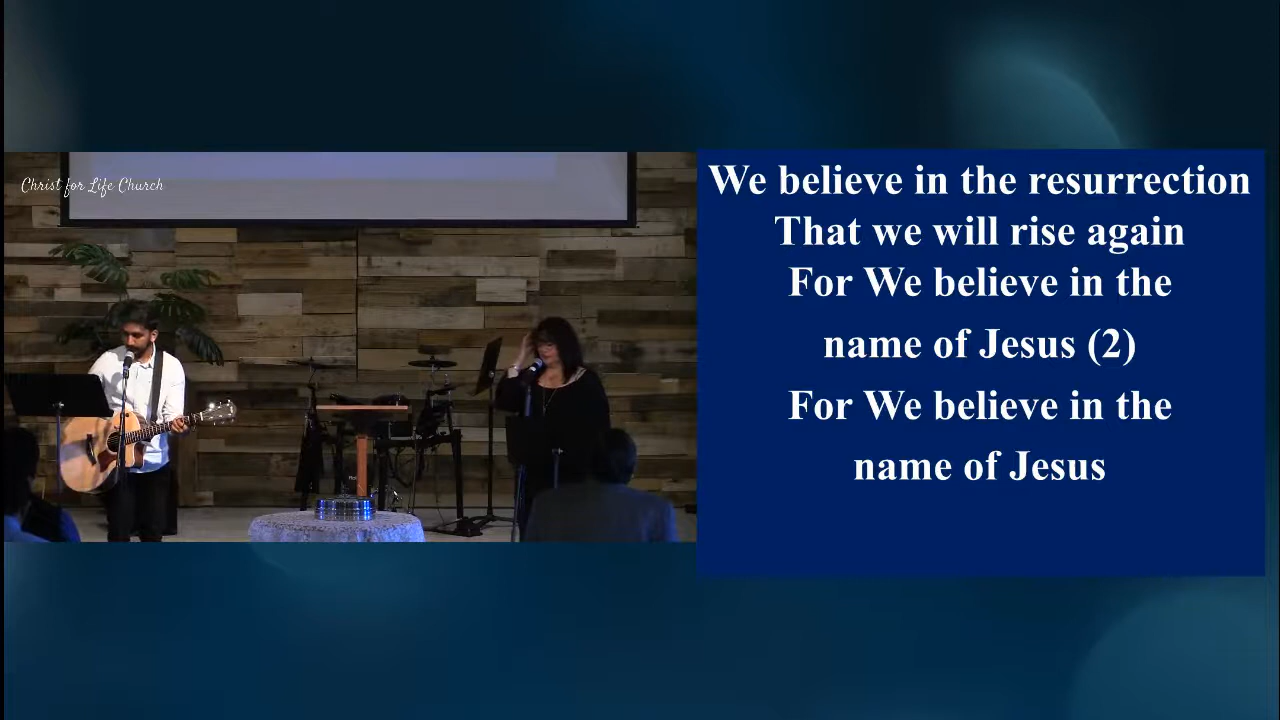 Christ for Life Church
We believe in the resurrection
That we will rise again
For We believe in the
name of Jesus (2)
For We believe in the
name of Jesus